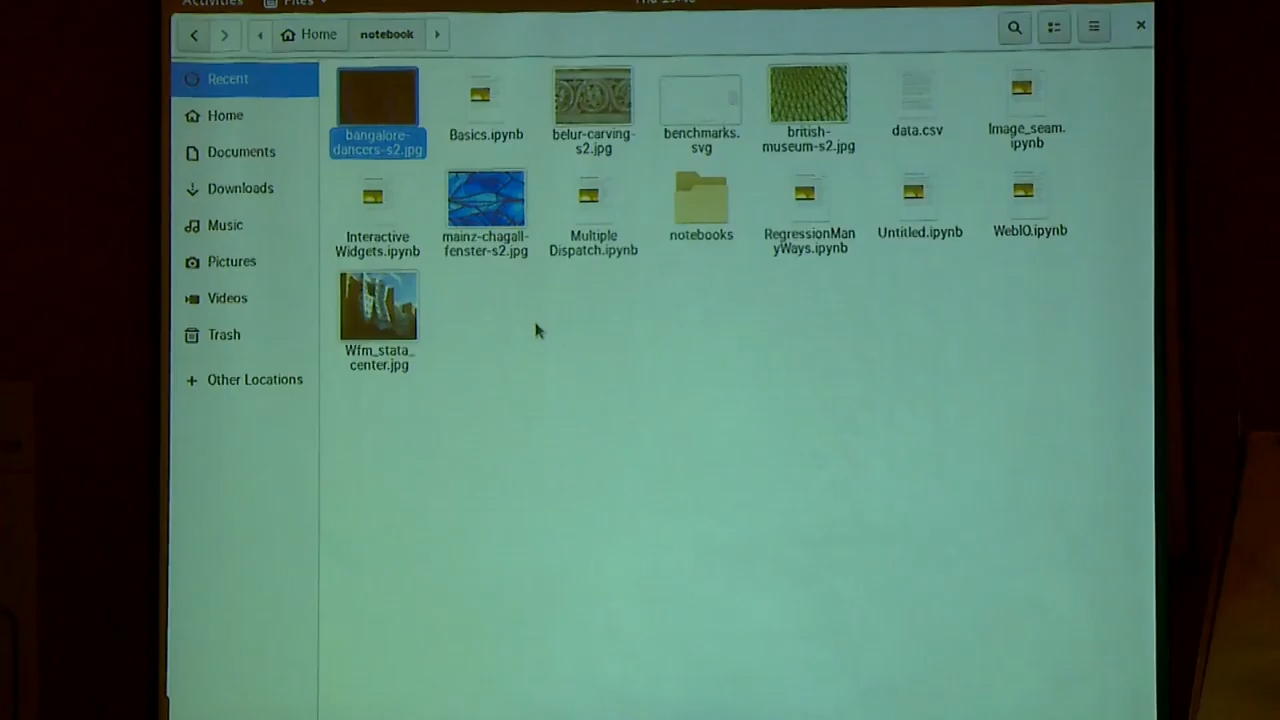 Activities Files
Home notebook
Recent
Home
Documents
Downloads
Music
Pictures
Videos
Trash
Other Locations
bangalore-
dancers-s2.jpg
Basics.ipynb
belur-carving-
s2.jpg
benchmarks.
svg
british-
museum-s2.jpg
data.csv
Image_seam.
ipynb
Interactive
Widgets.ipynb
mainz-chagall-
fenster-s2.jpg
Multiple
Dispatch.ipynb
notebooks
RegressionMan
yWays.ipynb
Untitled.ipynb
WebIO.ipynb
Wfm_stata_
center.jpg